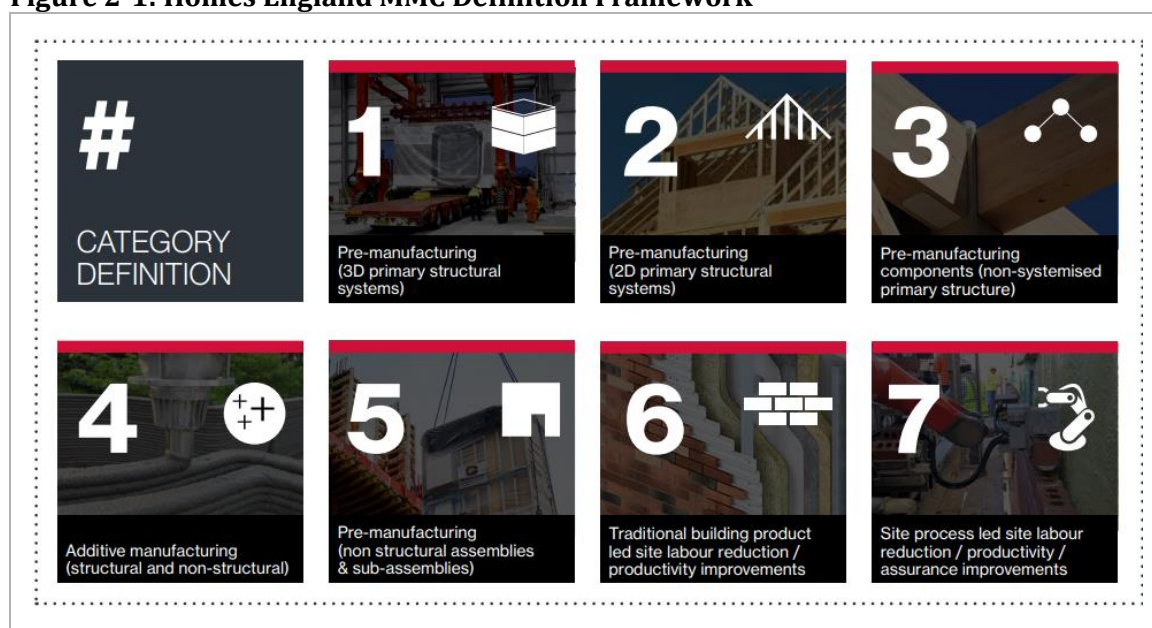 Figure 2-1: Homes England MMC Definition Framework
#
CATEGORY
DEFINITION
1
Pre-manufacturing
(3D primary structural
systems)
2
Pre-manufacturing
(2D primary structural
systems)
3
Pre-manufacturing
components (non-systemised
primary structure)
4
Additive manufacturing
(structural and non-structural)
5
Pre-manufacturing
(non structural assemblies
& sub-assemblies)
6
Traditional building product
led site labour reduction /
productivity improvements
7
Site process led site labour
reduction / productivity /
assurance improvements